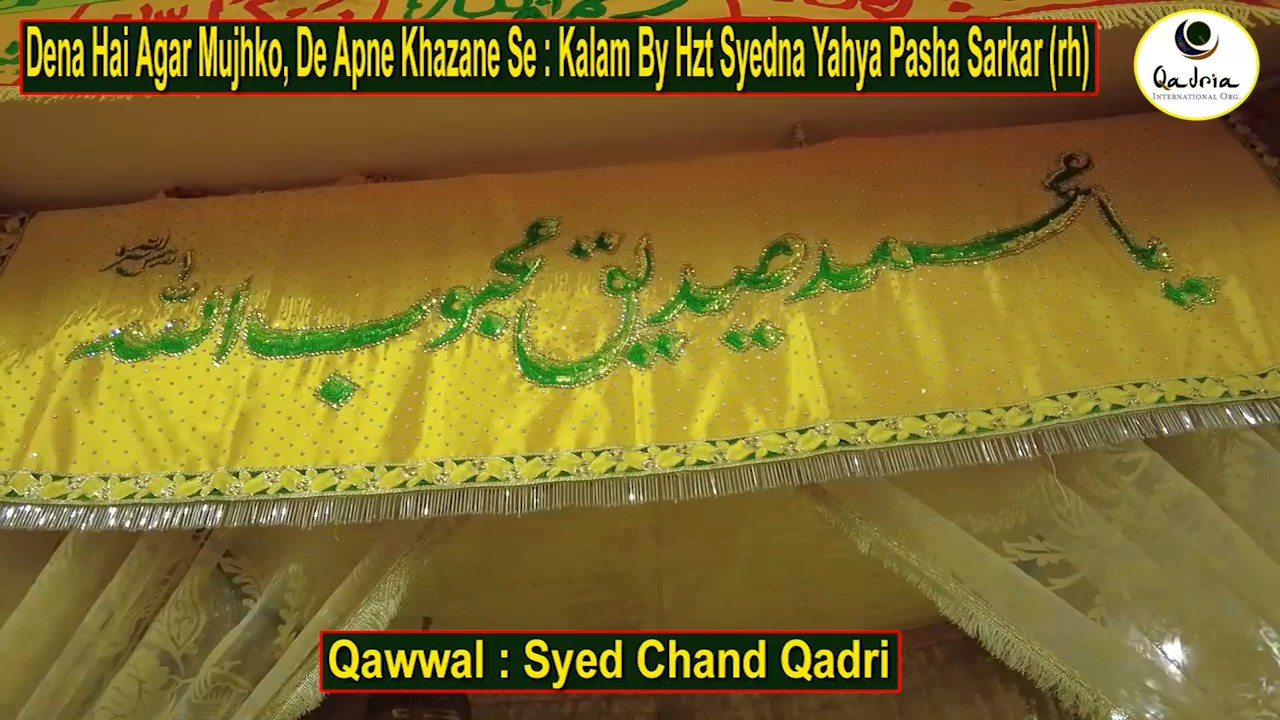 Dena Hai Agar Mujhko, De Apne Khazane Se : Kalam By Hzt Syedna Yahya Pasha Sarkar (rh)
Qadria
INTERNATIONAL ORG.
یا محمد صدیق محبوب اللہ
Qawwal : Syed Chand Qadri